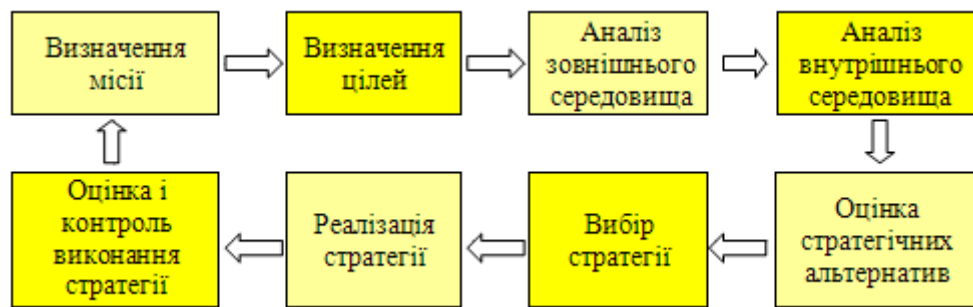 Визначення
місії
Визначення
цілей
Аналіз
зовнішнього
середовища
Аналіз
внутрішнього
середовища
Оцінка і
контроль
виконання
стратегії
Реалізація
стратегії
Вибір
стратегії
Оцінка
стратегічних
альтернатив